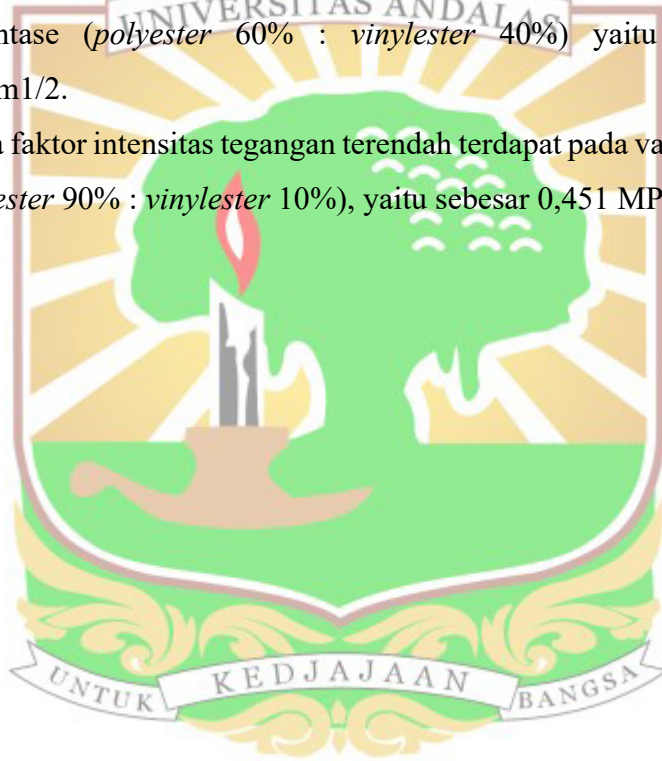 UNIVERSITAS ANDALAS
ntase (polyester 60% : vinylester 40%) yaitu
m1/2.
faktor intensitas tegangan terendah terdapat pada va
ester 90% : vinylester 10%), yaitu sebesar 0,451 MP
UNTUK KEDJAJAAN BANGSA